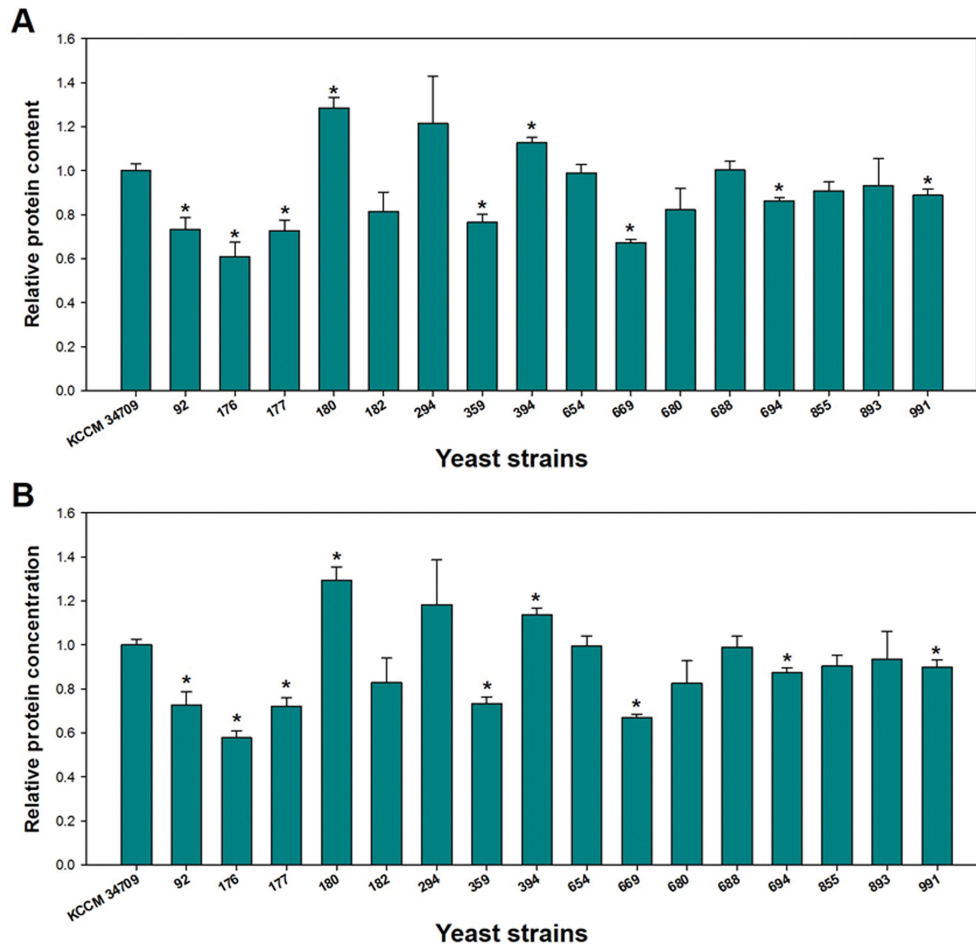 A
Relative protein content
1.6
1.4
1.2
1.0
0.8
0.6
0.4
0.2
0.0
* * * * * * * * *
KCCM 34709 92 176 177 180 182 294 359 394 654 669 680 688 694 855 893 991
Yeast strains
B
Relative protein concentration
1.6
1.4
1.2
1.0
0.8
0.6
0.4
0.2
0.0
* * * * * * * * *
KCCM 34709 92 176 177 180 182 294 359 394 654 669 680 688 694 855 893 991
Yeast strains